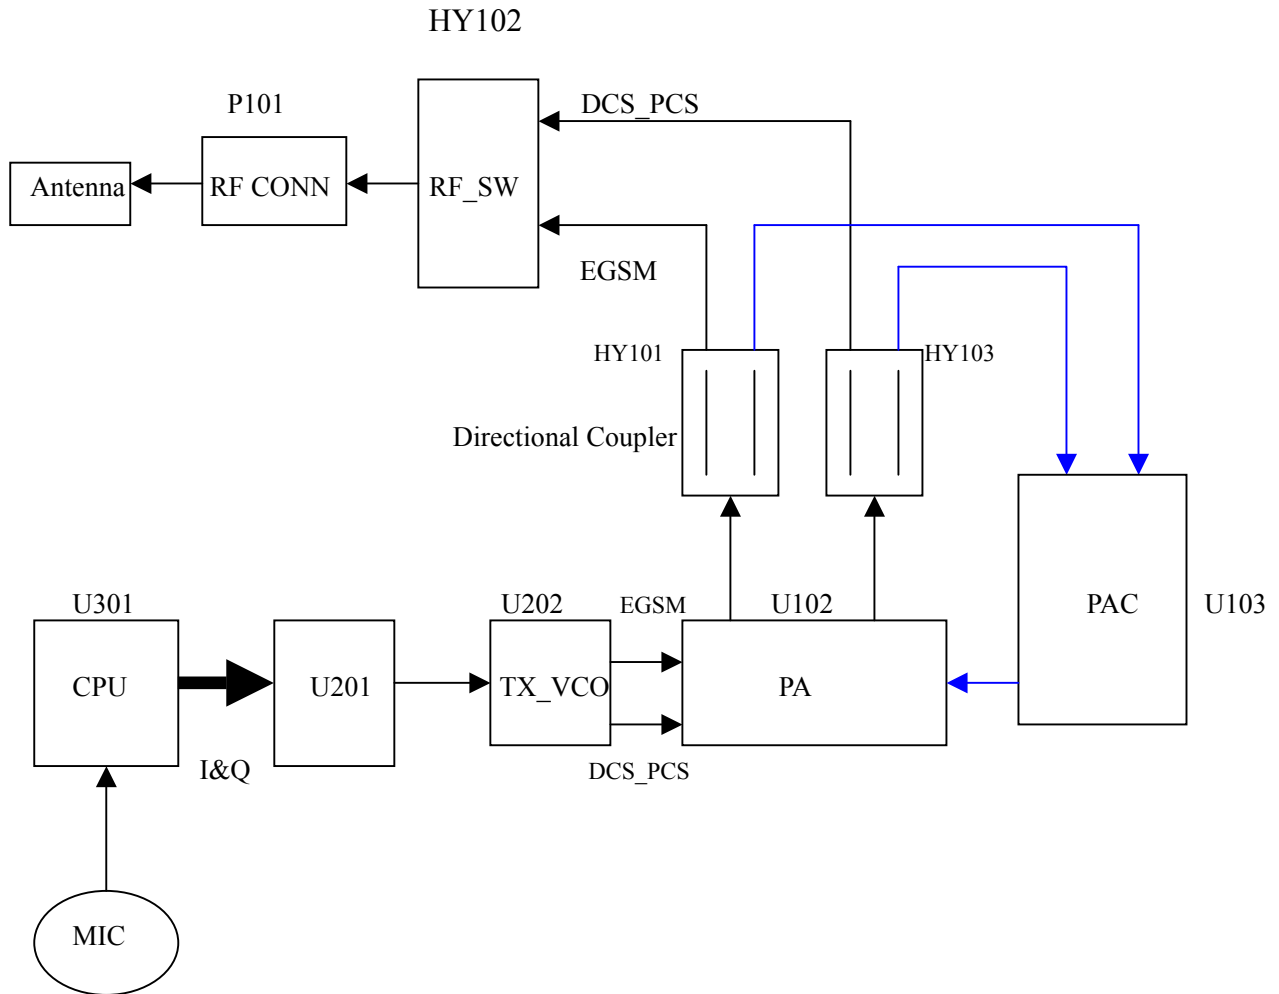 HY102
P101
DCS_PCS
Antenna
RF CONN
RF_SW
EGSM
HY101
HY103
Directional Coupler
U301
U202
EGSM
U102
PAC
U103
CPU
U201
TX_VCO
PA
I&Q
DCS_PCS
MIC